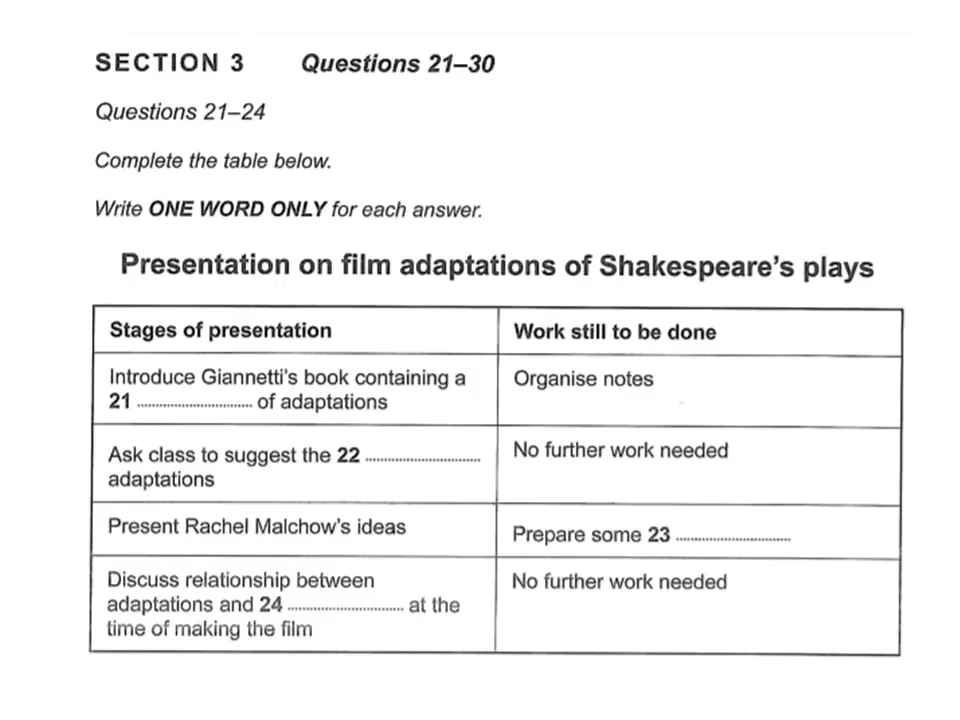 SECTION 3 Questions 21–30
Questions 21–24
Complete the table below.
Write ONE WORD ONLY for each answer.
Presentation on film adaptations of Shakespeare's plays
Stages of presentation
Work still to be done
Introduce Giannetti's book containing a
21 ................................ of adaptations
Organise notes
Ask class to suggest the 22 ................................
adaptations
No further work needed
Present Rachel Malchow's ideas
Prepare some 23 ................................
Discuss relationship between
adaptations and 24 ................................ at the
time of making the film
No further work needed